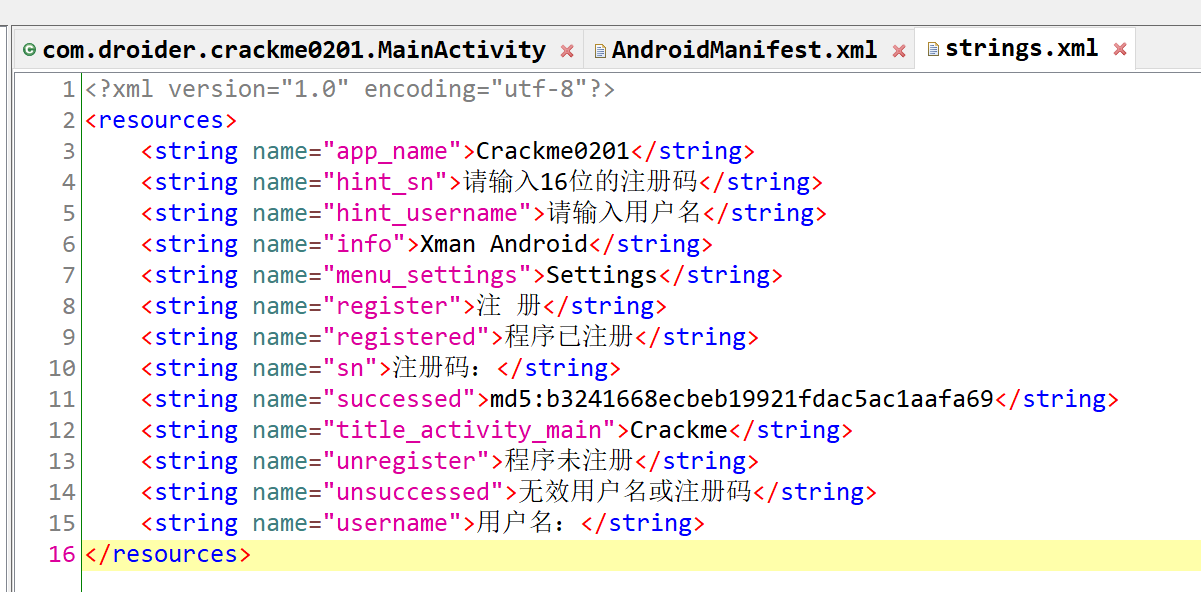 com.droider.crackme0201.MainActivity AndroidManifest.xml strings.xml
1 <?xml version="1.0" encoding="utf-8"?>
2 <resources>
3 <string name="app_name">Crackme0201</string>
4 <string name="hint_sn">请输入16位的注册码</string>
5 <string name="hint_username">请输入用户名</string>
6 <string name="info">Xman Android</string>
7 <string name="menu_settings">Settings</string>
8 <string name="register">注 册</string>
9 <string name="registered">程序已注册</string>
10 <string name="sn">注册码：</string>
11 <string name="successed">md5:b3241668ecbeb19921fdac5ac1aafa69</string>
12 <string name="title_activity_main">Crackme</string>
13 <string name="unregister">程序未注册</string>
14 <string name="unsuccessed">无效用户名或注册码</string>
15 <string name="username">用户名：</string>
16 </resources>